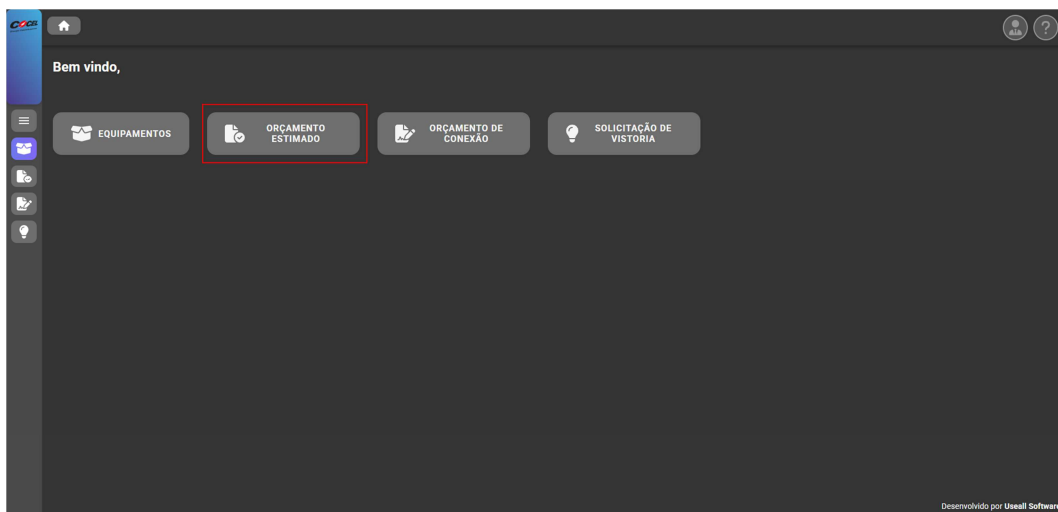 Bem vindo,
EQUIPAMENTOS
ORÇAMENTO
ESTIMADO
ORÇAMENTO DE
CONEXÃO
SOLICITAÇÃO DE
VISTORIA
?
Desenvolvido por Useall Software